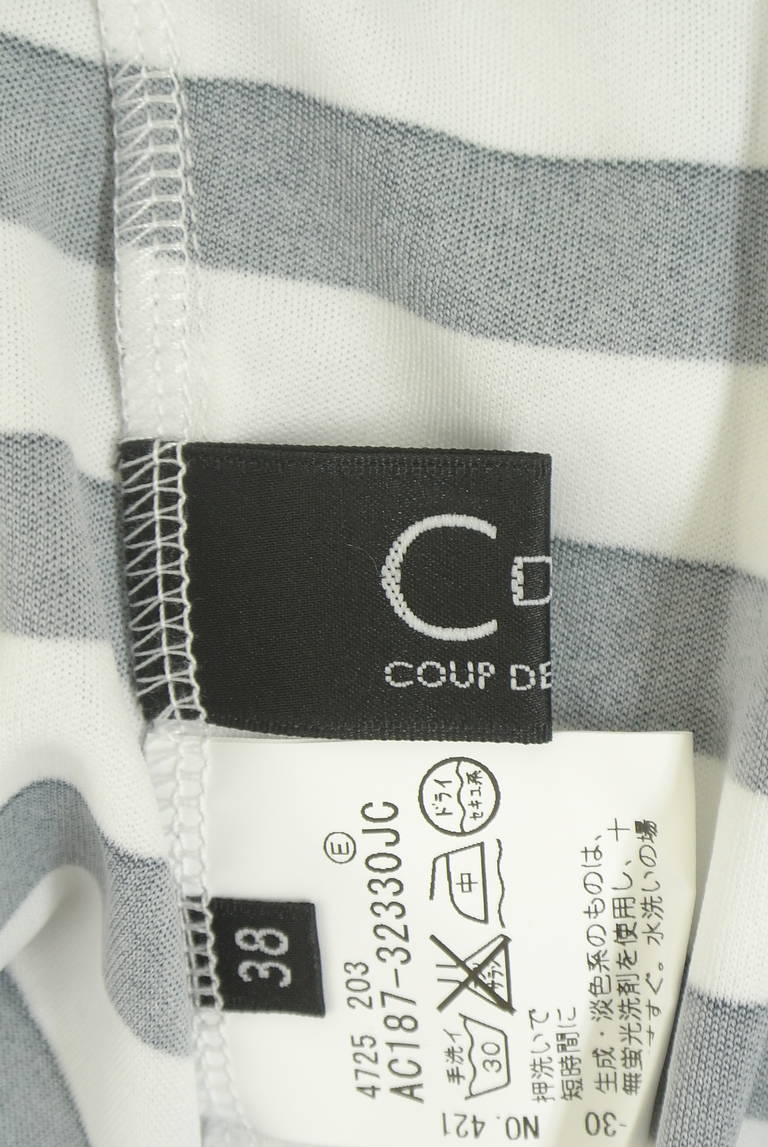 C D
COUP DE
38
4725 203
AC187-32330JC
E
手洗イ
30
中
ドライ
セキユ系
押洗いで
短時間に
生成・淡色系のものは、
無蛍光洗剤を使用し、十
すすぐ。水洗いの場
NO.421
-30